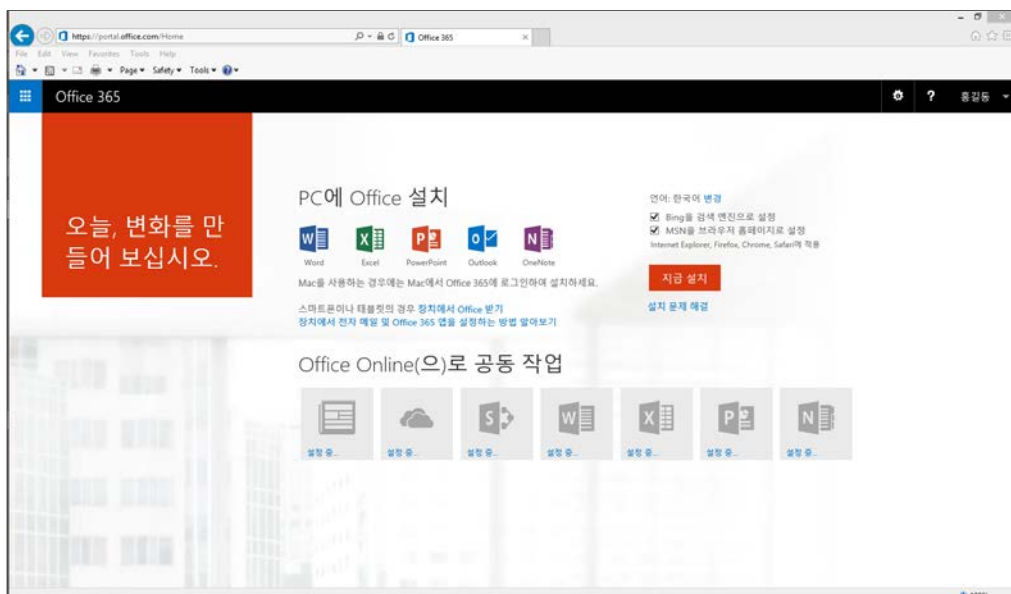 https://portal.office.com/Home
Office 365
File Edit View Favorites Tools Help
Page Safety Tools
Office 365
?
홍길동
오늘, 변화를 만
들어 보십시오.
PC에 Office 설치
Word Excel PowerPoint Outlook OneNote
Mac를 사용하는 경우에는 Mac에서 Office 365에 로그인하여 설치하세요.
스마트폰이나 태블릿의 경우 장치에서 Office 받기
장치에서 전자 메일 및 Office 365 앱을 설정하는 방법 알아보기
언어: 한국어 변경
Bing을 검색 엔진으로 설정
MSN을 브라우저 홈페이지로 설정
Internet Explorer, Firefox, Chrome, Safari에 적용
지금 설치
설치 문제 해결
Office Online(으)로 공동 작업
설정 중... 설정 중... 설정 중... 설정 중... 설정 중... 설정 중... 설정 중...